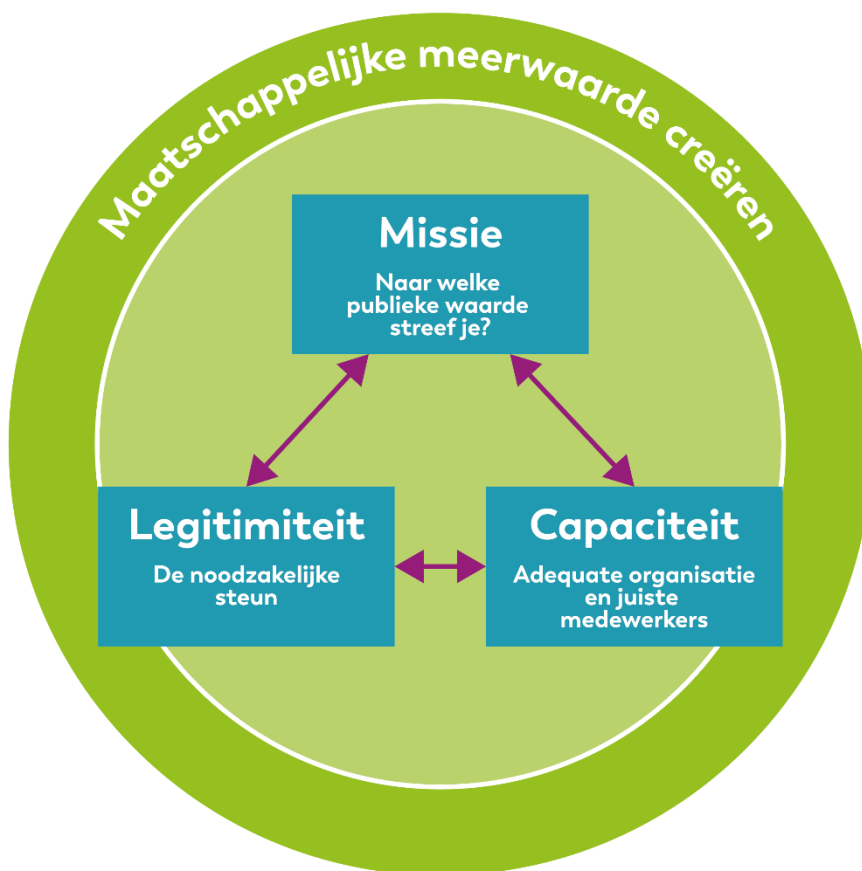 Maatschappelijke meerwaarde creëren
Missie
Naar welke
publieke waarde
streef je?
Legitimiteit
De noodzakelijke
steun
Capaciteit
Adequate organisatie
en juiste
medewerkers